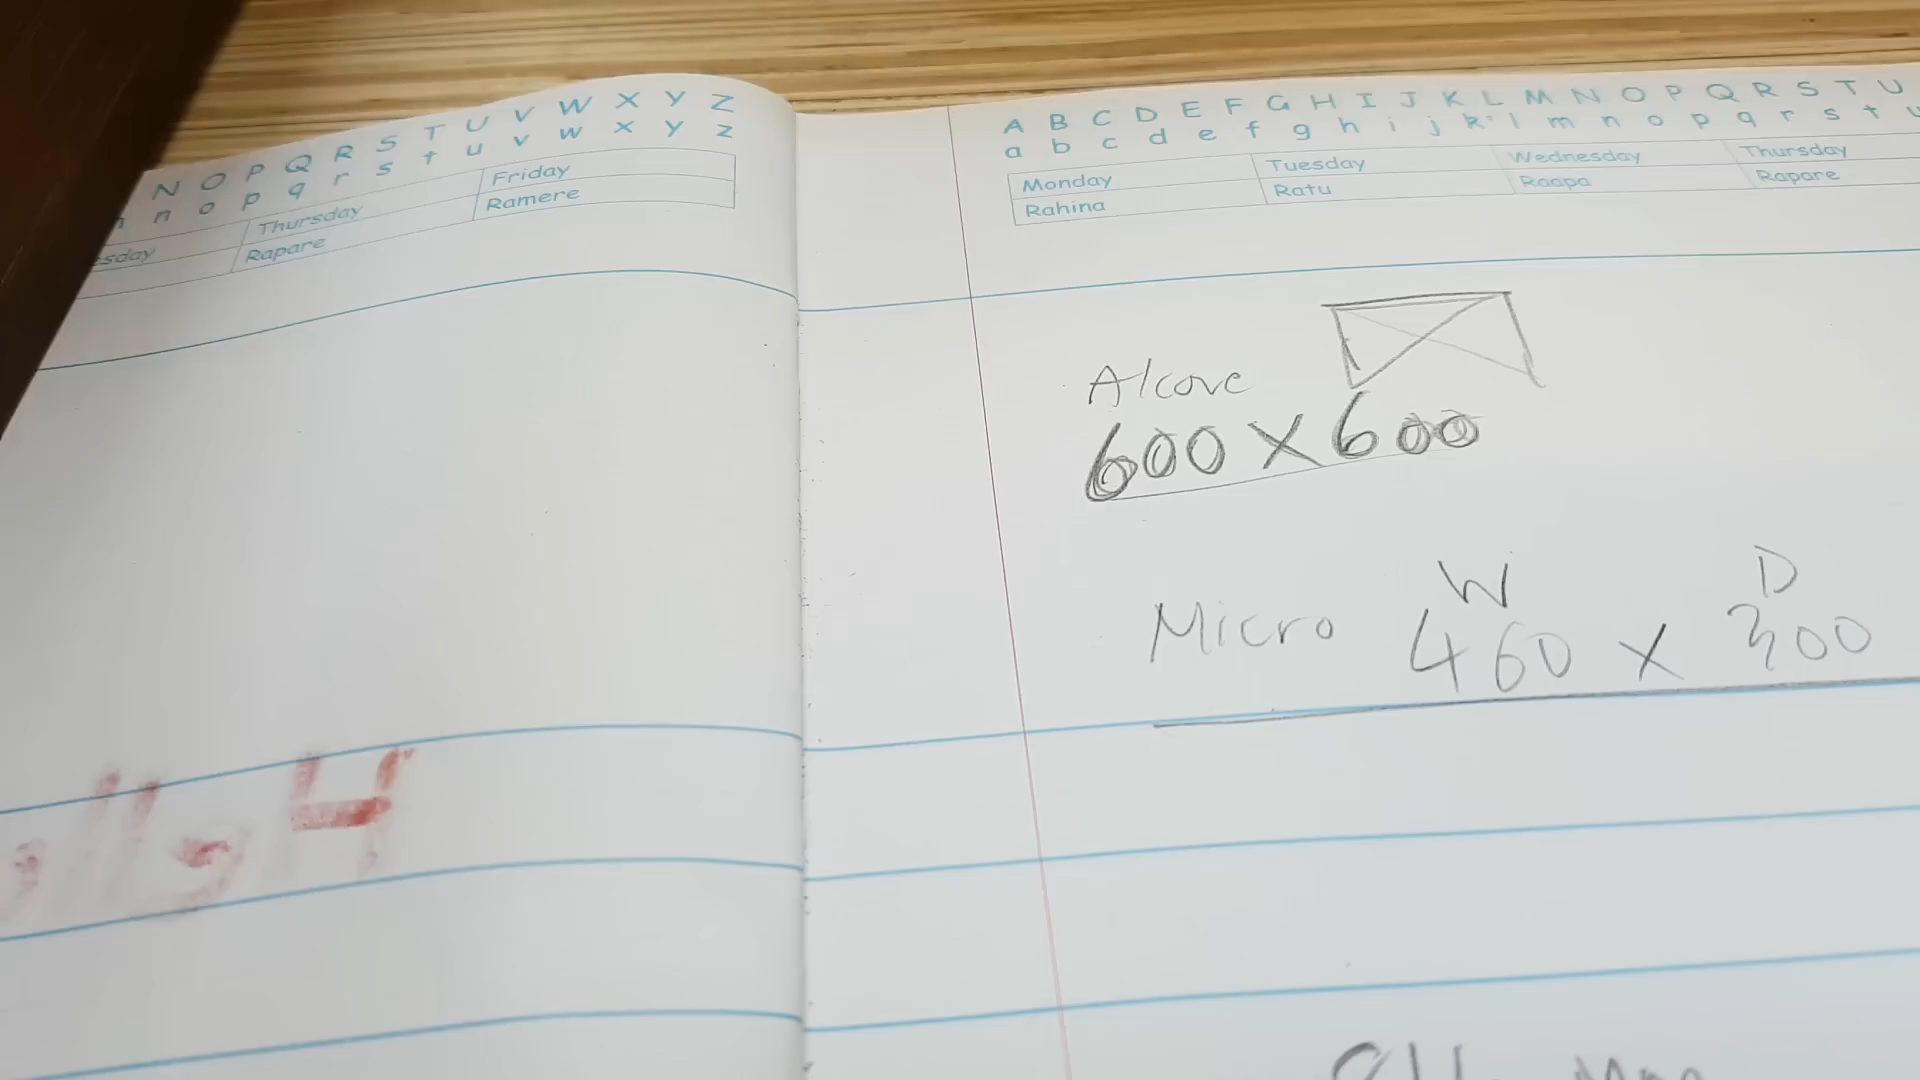 N O P Q R S T U V W X Y Z
n o p q r s t u v w x y z
Thursday Friday
Rapare Ramere
A B C D E F G H I J K L M N O P Q R S T U
a b c d e f g h i j k l m n o p q r s t u
Monday Tuesday Wednesday Thursday
Rahina Ratu Raapa Rapare
Alcove
600 X 600
W D
Micro 460 X 300